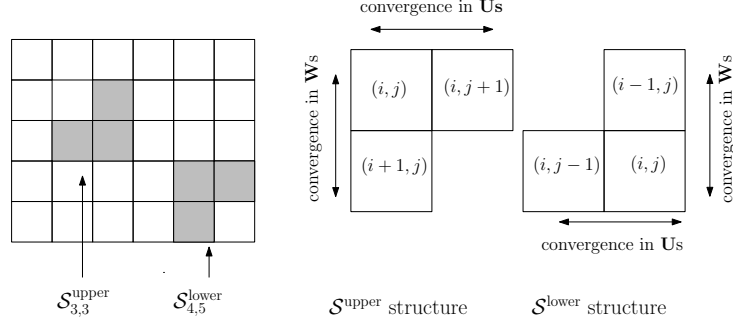 convergence in Us
convergence in Ws
(i, j)
(i, j + 1)
(i + 1, j)
(i − 1, j)
(i, j − 1)
(i, j)
convergence in Ws
convergence in Us
S^upper_3,3
S^lower_4,5
S^upper structure
S^lower structure